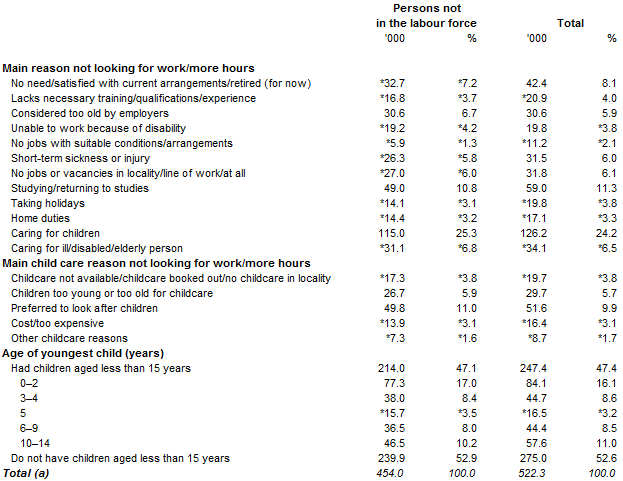 Persons not
in the labour force Total
'000 % '000 %
Main reason not looking for work/more hours
No need/satisfied with current arrangements/retired (for now) *32.7 *7.2 42.4 8.1
Lacks necessary training/qualifications/experience *16.8 *3.7 *20.9 4.0
Considered too old by employers 30.6 6.7 30.6 5.9
Unable to work because of disability *19.2 *4.2 19.8 *3.8
No jobs with suitable conditions/arrangements *5.9 *1.3 *11.2 *2.1
Short-term sickness or injury *26.3 *5.8 31.5 6.0
No jobs or vacancies in locality/line of work/at all *27.0 *6.0 31.8 6.1
Studying/returning to studies 49.0 10.8 59.0 11.3
Taking holidays *14.1 *3.1 *19.8 *3.8
Home duties *14.4 *3.2 *17.1 *3.3
Caring for children 115.0 25.3 126.2 24.2
Caring for ill/disabled/elderly person *31.1 *6.8 *34.1 *6.5
Main child care reason not looking for work/more hours
Childcare not available/childcare booked out/no childcare in locality *17.3 *3.8 *19.7 *3.8
Children too young or too old for childcare 26.7 5.9 29.7 5.7
Preferred to look after children 49.8 11.0 51.6 9.9
Cost/too expensive *13.9 *3.1 *16.4 *3.1
Other childcare reasons *7.3 *1.6 *8.7 *1.7
Age of youngest child (years)
Had children aged less than 15 years 214.0 47.1 247.4 47.4
0–2 77.3 17.0 84.1 16.1
3–4 38.0 8.4 44.7 8.6
5 *15.7 *3.5 *16.5 *3.2
6–9 36.5 8.0 44.4 8.5
10–14 46.5 10.2 57.6 11.0
Do not have children aged less than 15 years 239.9 52.9 275.0 52.6
Total (a) 454.0 100.0 522.3 100.0